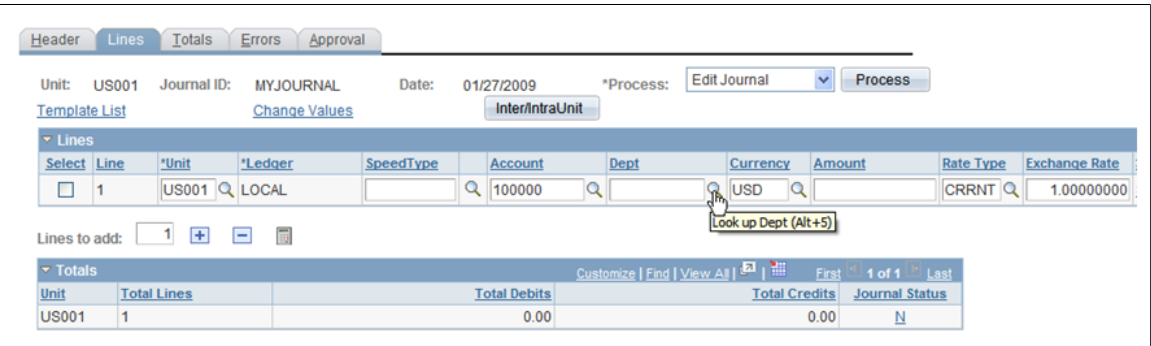 Header Lines Totals Errors Approval
Unit: US001 Journal ID: MYJOURNAL Date: 01/27/2009 *Process: Edit Journal Process
Template List Change Values Inter/IntraUnit
Lines
Select Line *Unit *Ledger SpeedType Account Dept Currency Amount Rate Type Exchange Rate
1 US001 LOCAL 100000 USD CRRNT 1.00000000
Look up Dept (Alt+5)
Lines to add: 1
Totals Customize | Find | View All | | First 1 of 1 Last
Unit Total Lines Total Debits Total Credits Journal Status
US001 1 0.00 0.00 N